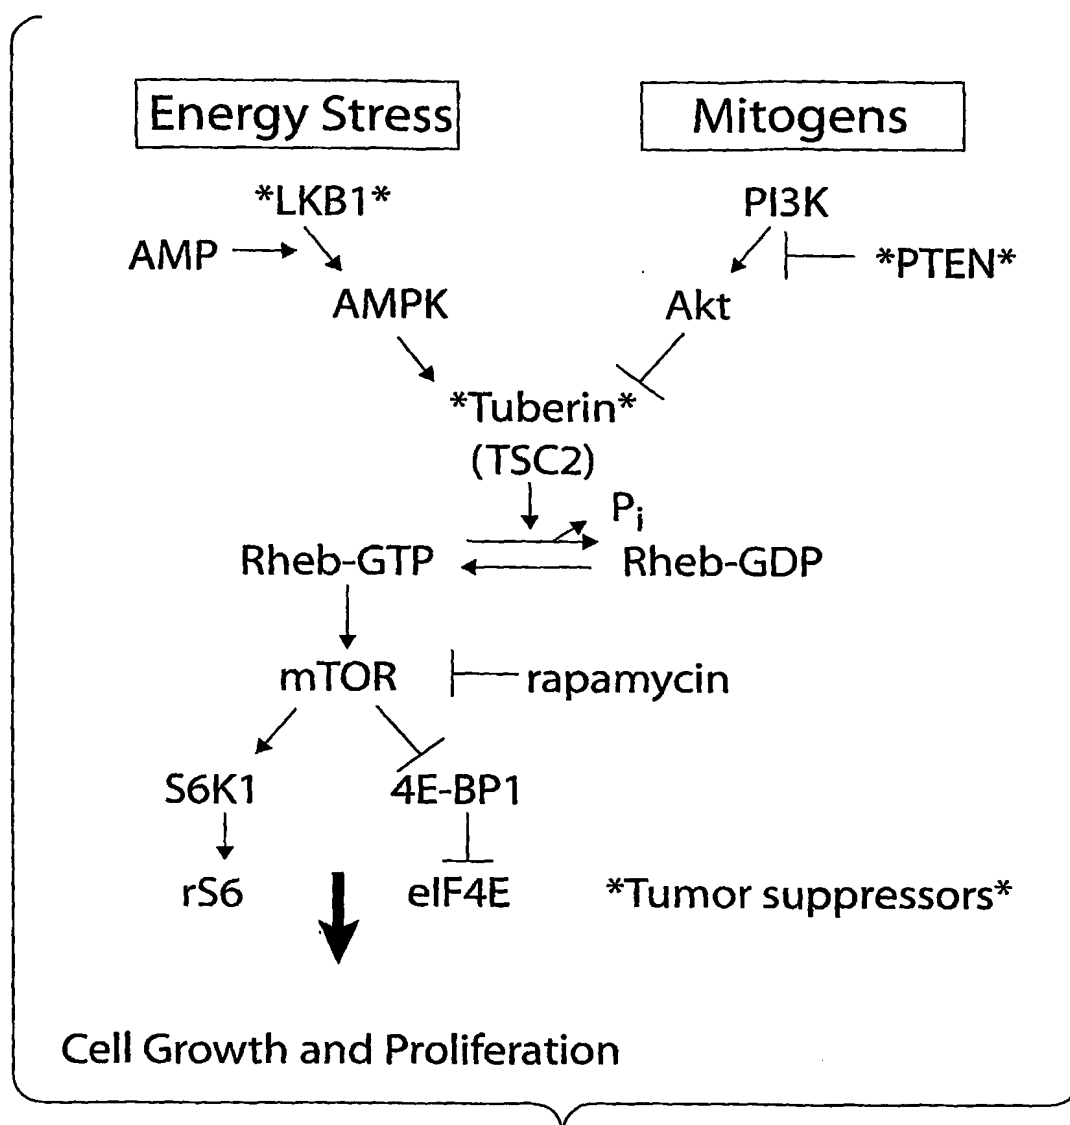 Energy Stress
Mitogens
*LKB1*
PI3K
AMP
*PTEN*
AMPK
Akt
*Tuberin*
(TSC2)
Pi
Rheb-GTP
Rheb-GDP
mTOR
rapamycin
S6K1
4E-BP1
rS6
eIF4E
*Tumor suppressors*
Cell Growth and Proliferation